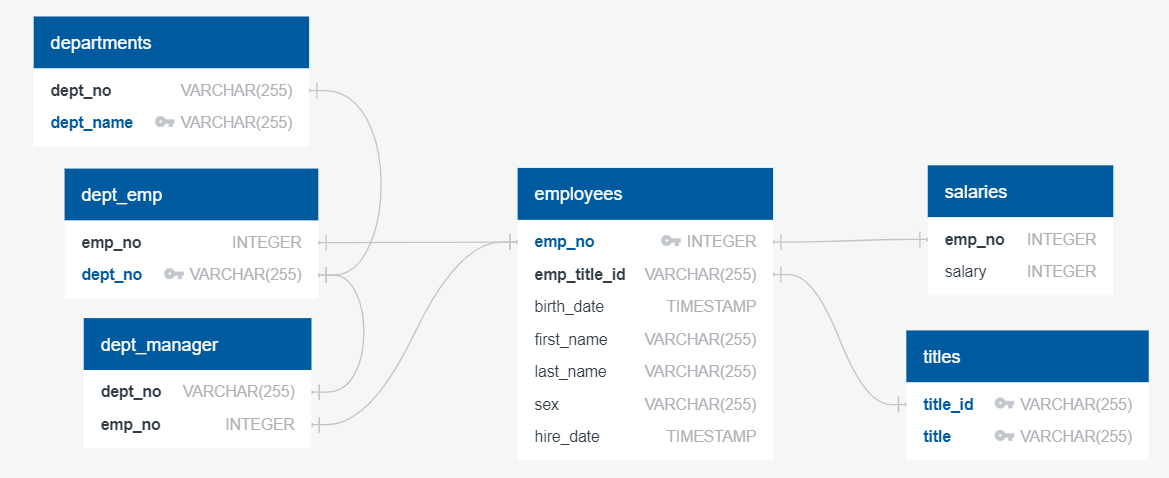 departments
dept_no VARCHAR(255)
dept_name VARCHAR(255)
dept_emp
emp_no INTEGER
dept_no VARCHAR(255)
dept_manager
dept_no VARCHAR(255)
emp_no INTEGER
employees
emp_no INTEGER
emp_title_id VARCHAR(255)
birth_date TIMESTAMP
first_name VARCHAR(255)
last_name VARCHAR(255)
sex VARCHAR(255)
hire_date TIMESTAMP
salaries
emp_no INTEGER
salary INTEGER
titles
title_id VARCHAR(255)
title VARCHAR(255)